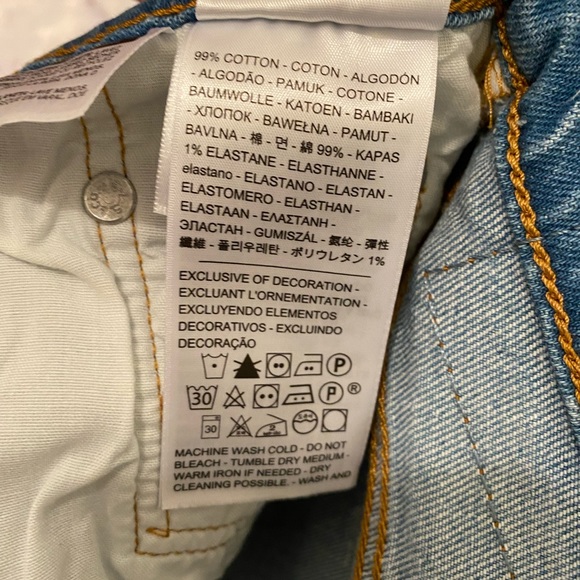 99% COTTON - COTON - ALGODÓN
- ALGODÃO - PAMUK - COTONE -
BAUMWOLLE - KATOEN - BAMBAKI
- ХЛОПОК - BAWEŁNA - PAMUT -
BAVLNA - 棉 - 면 - 綿 99% - KAPAS
1% ELASTANE - ELASTHANNE -
elastano - ELASTANO - ELASTAN -
ELASTOMERO - ELASTHAN -
ELASTAAN - ΕΛΑΣΤΑΝΗ -
ЭЛАСТАН - GUMISZÁL - 氨纶 - 彈性
纖維 - 폴리우레탄 - ポリウレタン 1%
EXCLUSIVE OF DECORATION -
EXCLUANT L'ORNEMENTATION -
EXCLUYENDO ELEMENTOS
DECORATIVOS - EXCLUINDO
DECORAÇÃO
P
30 P ®
30 2
MACHINE WASH COLD - DO NOT
BLEACH - TUMBLE DRY MEDIUM -
WARM IRON IF NEEDED - DRY
CLEANING POSSIBLE. - WASH AND